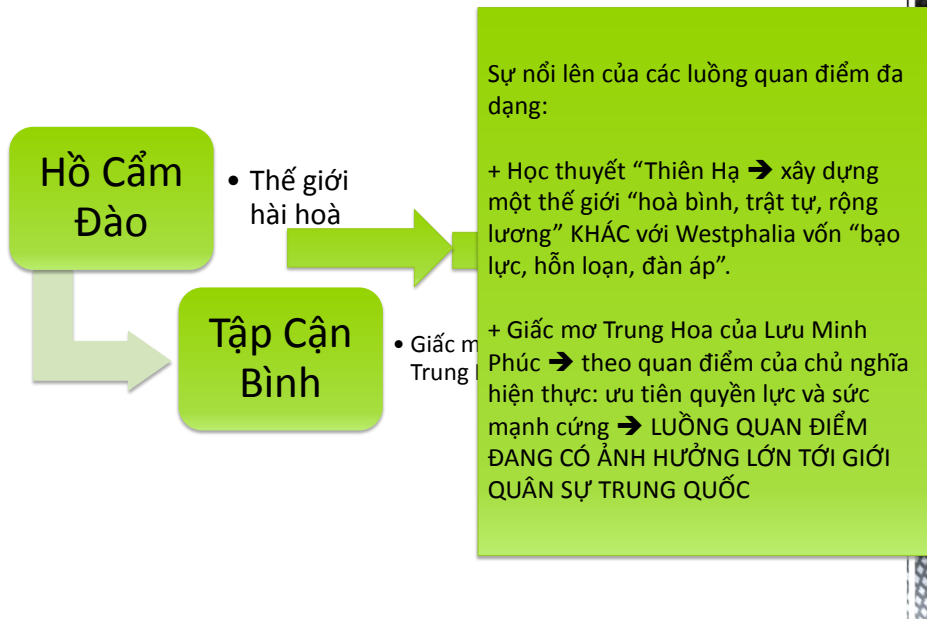 Hồ Cẩm
Đào
• Thế giới
hài hoà
Tập Cận
Bình
• Giấc m
Trung
Sự nổi lên của các luồng quan điểm đa
dạng:
+ Học thuyết “Thiên Hạ ➔ xây dựng
một thế giới “hoà bình, trật tự, rộng
lương” KHÁC với Westphalia vốn “bạo
lực, hỗn loạn, đàn áp”.
+ Giấc mơ Trung Hoa của Lưu Minh
Phúc ➔ theo quan điểm của chủ nghĩa
hiện thực: ưu tiên quyền lực và sức
mạnh cứng ➔ LUỒNG QUAN ĐIỂM
ĐANG CÓ ẢNH HƯỞNG LỚN TỚI GIỚI
QUÂN SỰ TRUNG QUỐC